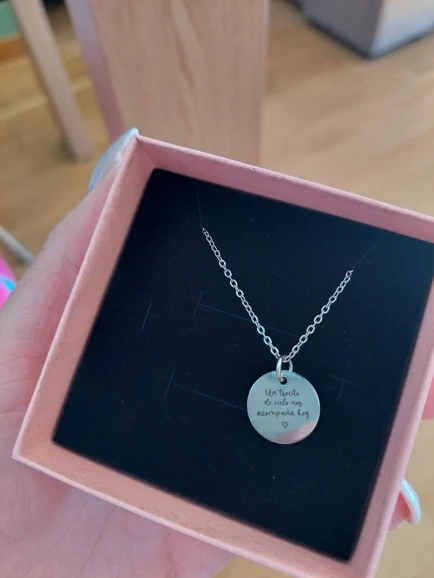 Un trocito
de cielo nos
acompaña hoy
♡